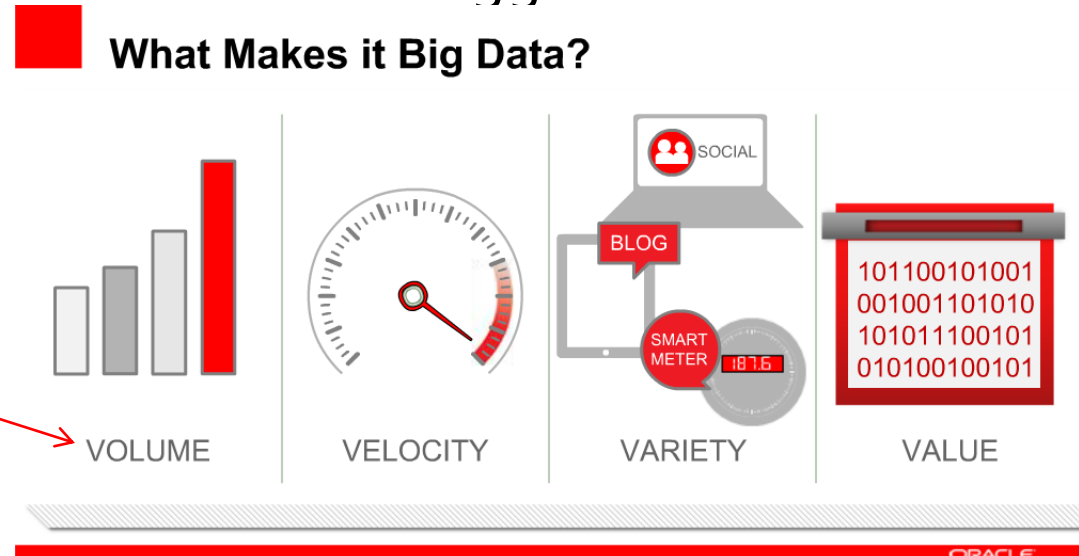 What Makes it Big Data?
SOCIAL
BLOG
SMART
METER
187.6
101100101001
001001101010
101011100101
010100100101
VOLUME
VELOCITY
VARIETY
VALUE
ORACLE